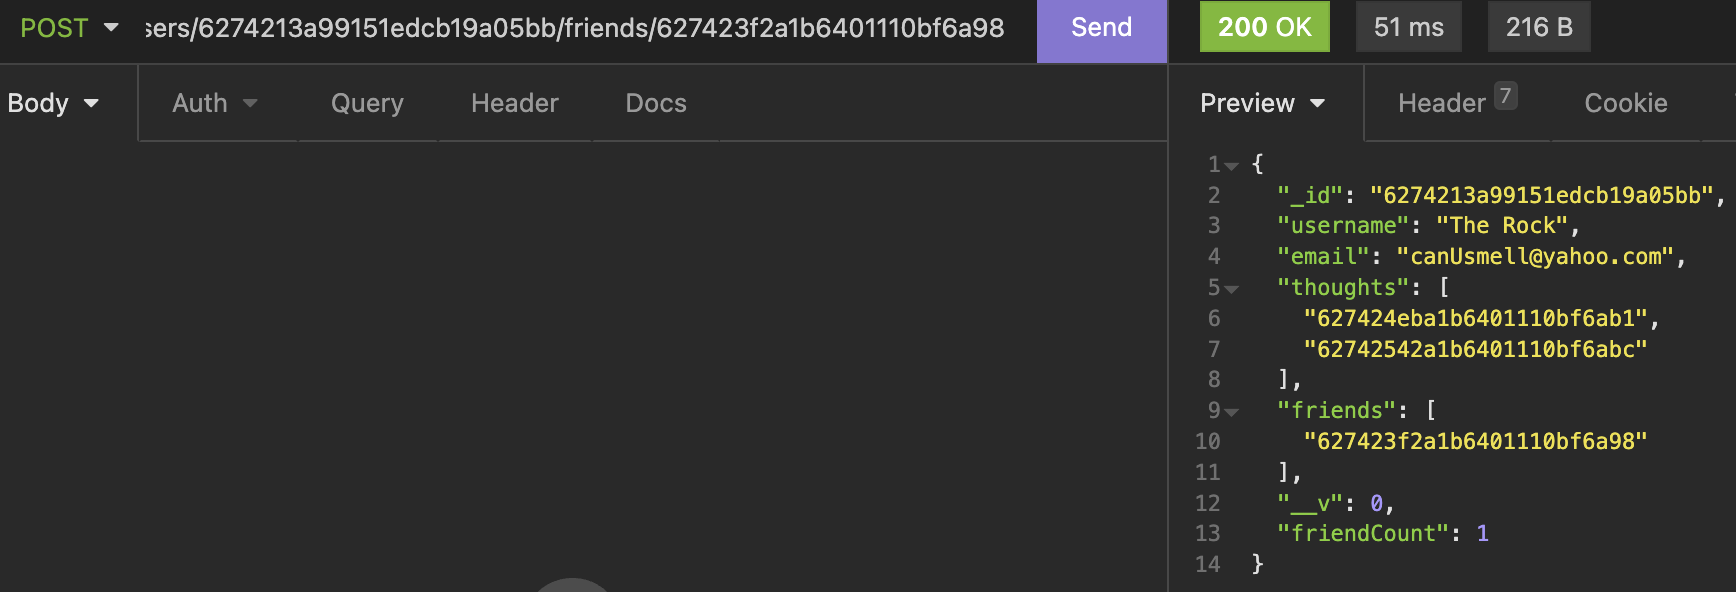 POST sers/6274213a99151edcb19a05bb/friends/627423f2a1b6401110bf6a98 Send 200 OK 51 ms 216 B
Body Auth Query Header Docs Preview Header 7 Cookie
1 {
2 "_id": "6274213a99151edcb19a05bb",
3 "username": "The Rock",
4 "email": "canUsmell@yahoo.com",
5 "thoughts": [
6 "627424eba1b6401110bf6ab1",
7 "62742542a1b6401110bf6abc"
8 ],
9 "friends": [
10 "627423f2a1b6401110bf6a98"
11 ],
12 "__v": 0,
13 "friendCount": 1
14 }